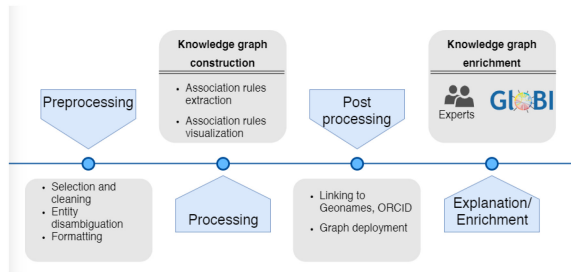 Knowledge graph
construction
Association rules
extraction
Association rules
visualization
Knowledge graph
enrichment
Experts
GLOBI
Preprocessing
Post
processing
Selection and
cleaning
Entity
disambiguation
Formatting
Processing
Linking to
Geonames, ORCID
Graph deployment
Explanation/
Enrichment